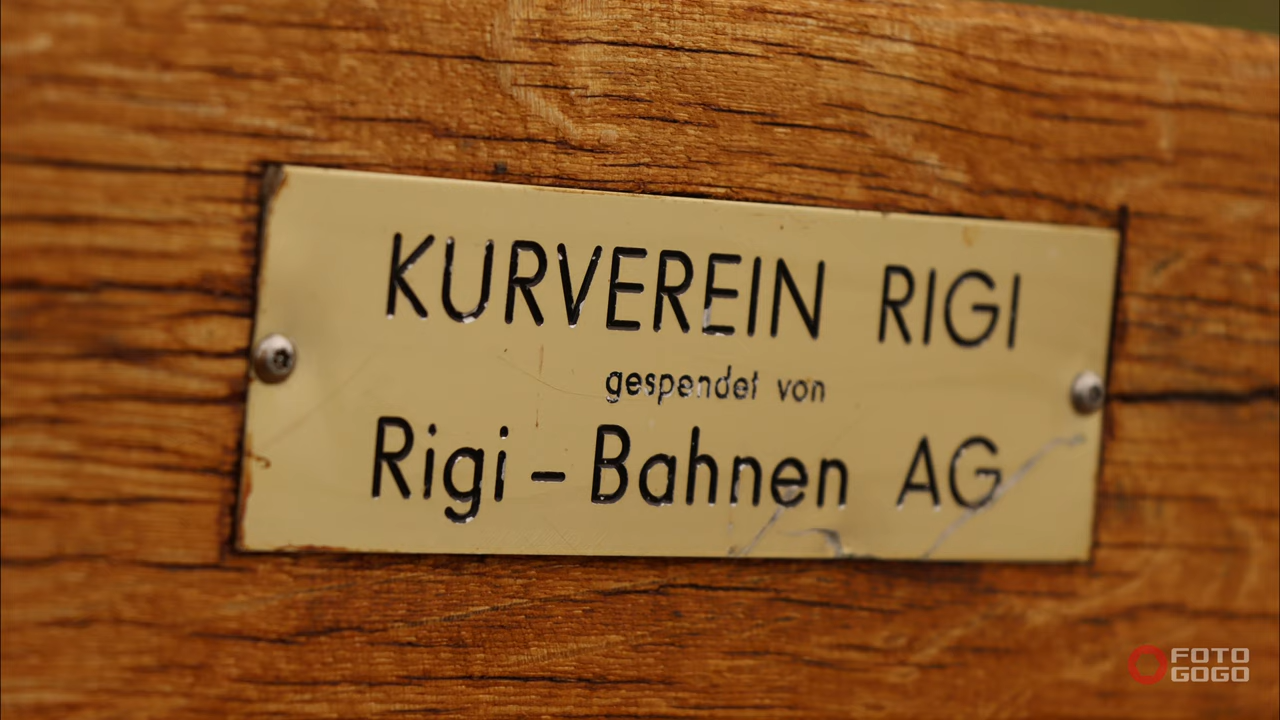 KURVEREIN RIGI
gespendet von
Rigi - Bahnen AG
FOTO
GOGO